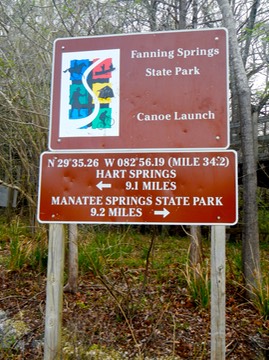 Fanning Springs
State Park
Canoe Launch
N 29°35.26 W 082°56.19 (MILE 34.2)
HART SPRINGS
← 9.1 MILES
MANATEE SPRINGS STATE PARK
9.2 MILES →